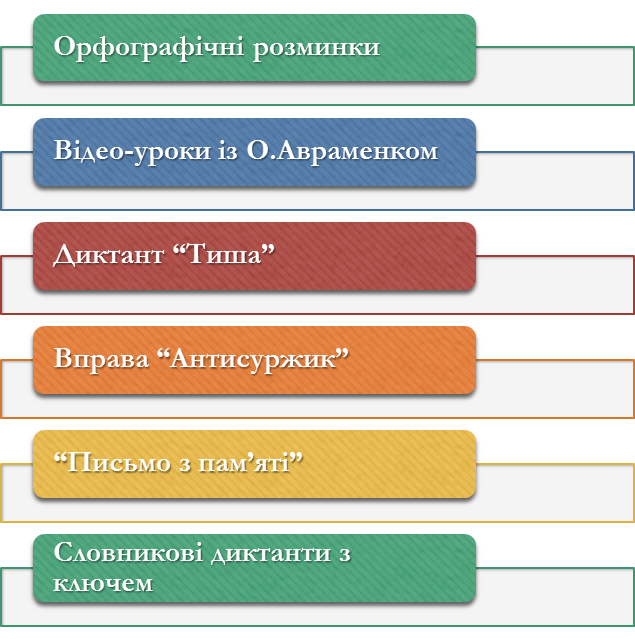 Орфографічні розминки
Відео-уроки із О.Авраменком
Диктант “Тиша”
Вправа “Антисуржик”
“Письмо з пам’яті”
Словникові диктанти з
ключем